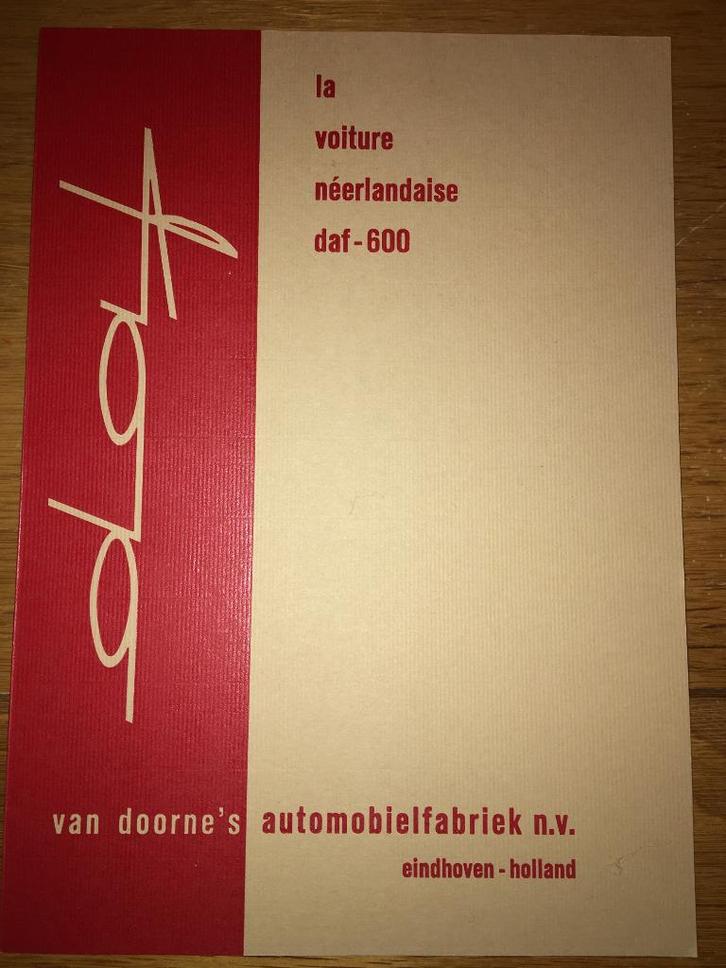 daf
la
voiture
néerlandaise
daf-600
van doorne's automobielfabriek n.v.
eindhoven-holland